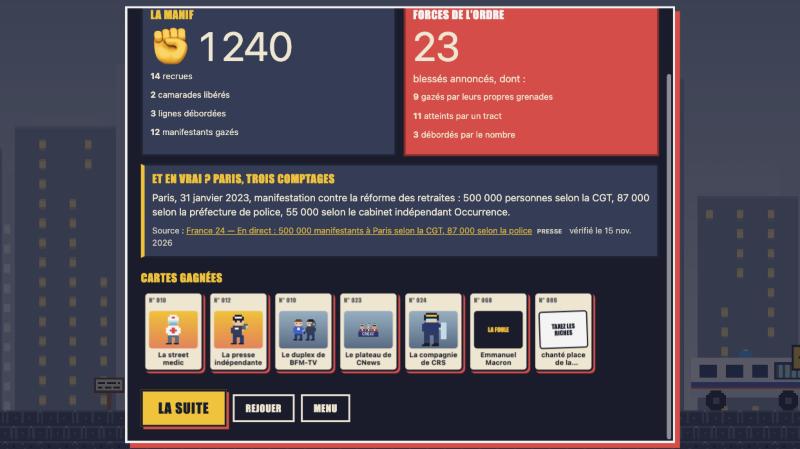 LA MANIF
1240
14 recrues
2 camarades libérés
3 lignes débordées
12 manifestants gazés
FORCES DE L'ORDRE
23
blessés annoncés, dont :
9 gazés par leurs propres grenades
11 atteints par un tract
3 débordés par le nombre
ET EN VRAI ? PARIS, TROIS COMPTAGES
Paris, 31 janvier 2023, manifestation contre la réforme des retraites : 500 000 personnes selon la CGT, 87 000
selon la préfecture de police, 55 000 selon le cabinet indépendant Occurrence.
Source : France 24 — En direct : 500 000 manifestants à Paris selon la CGT, 87 000 selon la police PRESSE vérifié le 15 nov.
2026
CARTES GAGNÉES
N° 010
La street
medic
N° 012
La presse
indépendante
N° 019
Le duplex de
BFM-TV
N° 023
Le plateau de
CNews
N° 024
La compagnie
de CRS
N° 068
LA FOULE
Emmanuel
Macron
N° 086
TAXEZ LES
RICHES
chanté place
de la...
LA SUITE
REJOUER
MENU